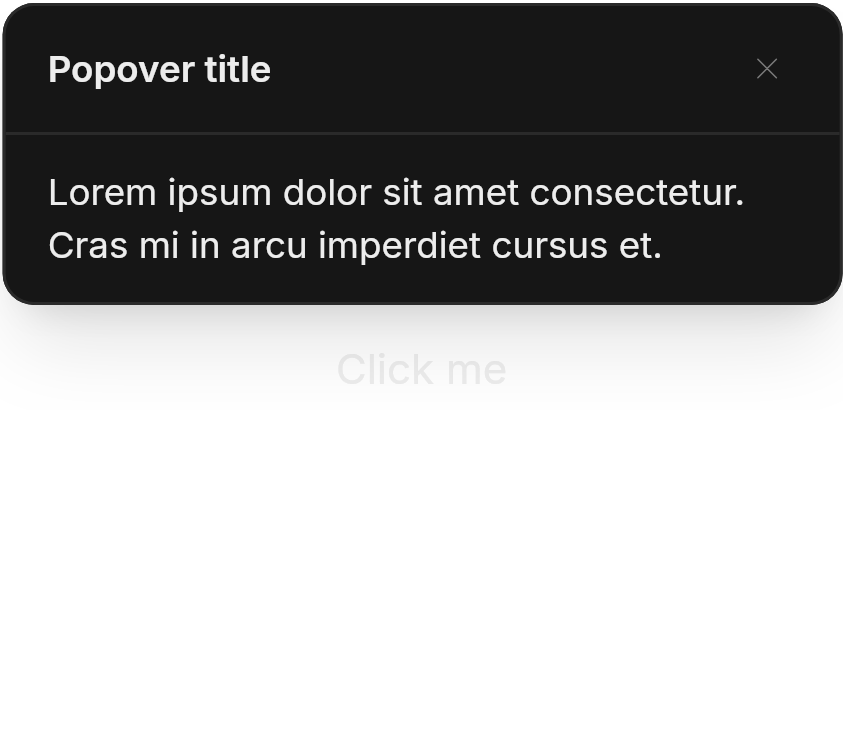 Popover title
Lorem ipsum dolor sit amet consectetur.
Cras mi in arcu imperdiet cursus et.
Click me